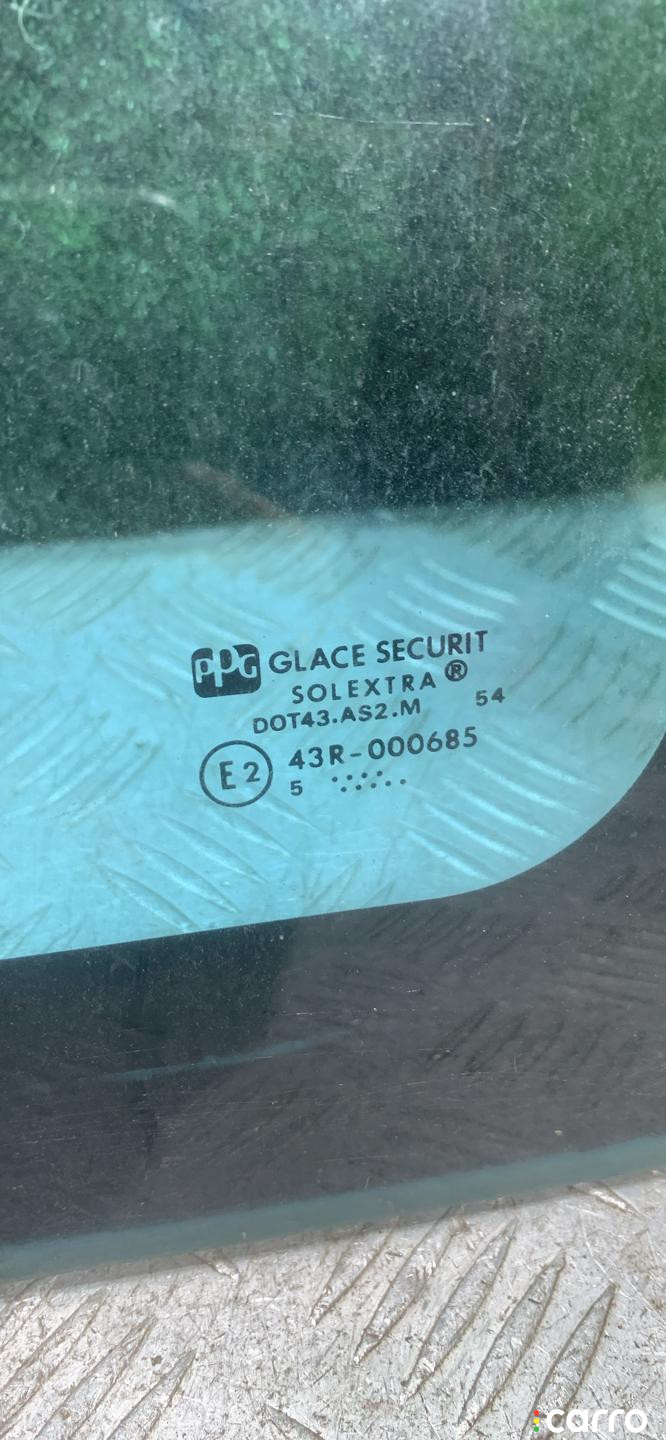 PPG GLACE SECURIT
SOLEXTRA®
DOT43.AS2.M 54
E2 43R-000685
5
carro